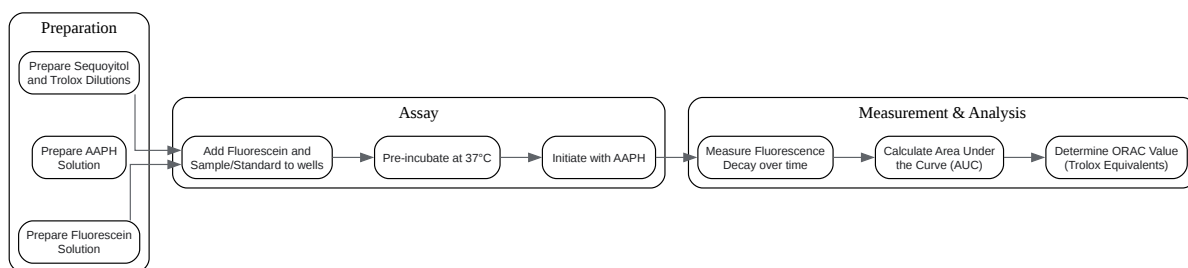 Preparation
Prepare Sequoyitol
and Trolox Dilutions
Prepare AAPH
Solution
Prepare Fluorescein
Solution
Assay
Add Fluorescein and
Sample/Standard to wells
Pre-incubate at 37°C
Initiate with AAPH
Measurement & Analysis
Measure Fluorescence
Decay over time
Calculate Area Under
the Curve (AUC)
Determine ORAC Value
(Trolox Equivalents)